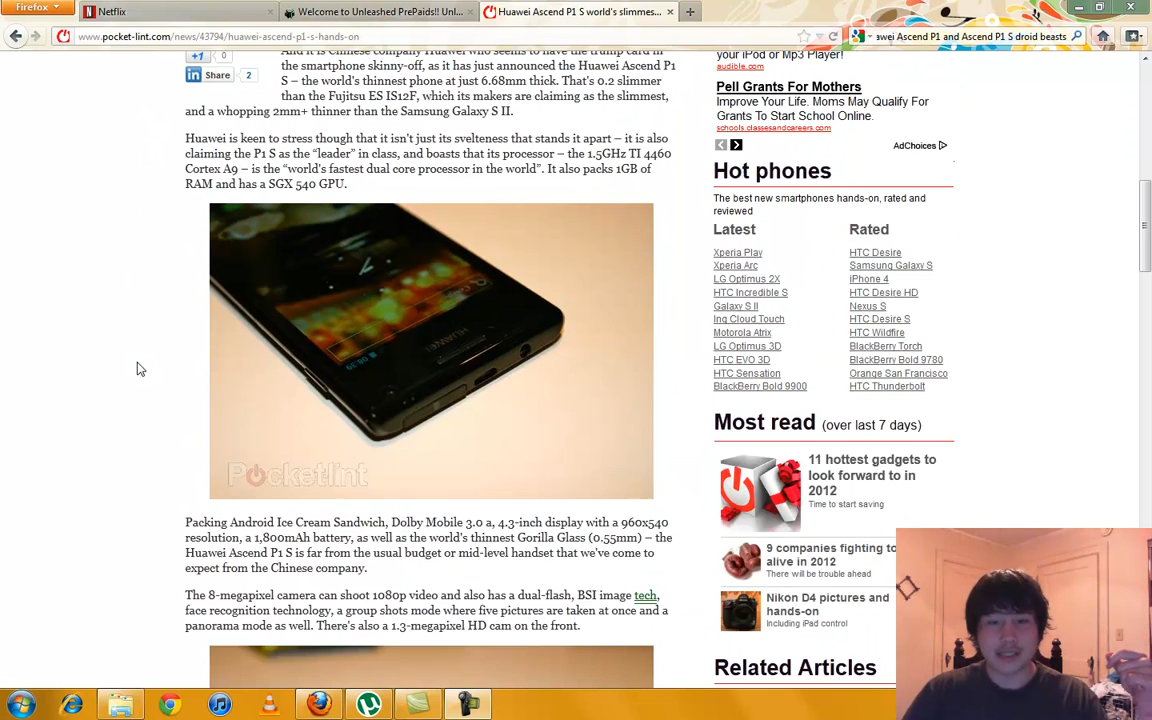 Firefox
Netflix
Welcome to Unleashed PrePaids!! Unl...
Huawei Ascend P1 S world's slimmes...
www.pocket-lint.com/news/43794/huawei-ascend-p1-s-hands-on
awei Ascend P1 and Ascend P1 S droid beasts
+1 0
Share 2
And it is Chinese company Huawei who seems to have the trump card in
the smartphone skinny-off, as it has just announced the Huawei Ascend P1
S – the world's thinnest phone at just 6.68mm thick. That's 0.2 slimmer
than the Fujitsu ES IS12F, which its makers are claiming as the slimmest,
and a whopping 2mm+ thinner than the Samsung Galaxy S II.
Huawei is keen to stress though that it isn't just its svelteness that stands it apart – it is also
claiming the P1 S as the “leader” in class, and boasts that its processor – the 1.5GHz TI 4460
Cortex A9 – is the “world's fastest dual core processor in the world”. It also packs 1GB of
RAM and has a SGX 540 GPU.
HUAWEI
08:39
Pocket-lint
Packing Android Ice Cream Sandwich, Dolby Mobile 3.0 a, 4.3-inch display with a 960x540
resolution, a 1,800mAh battery, as well as the world's thinnest Gorilla Glass (0.55mm) – the
Huawei Ascend P1 S is far from the usual budget or mid-level handset that we've come to
expect from the Chinese company.
The 8-megapixel camera can shoot 1080p video and also has a dual-flash, BSI image tech,
face recognition technology, a group shots mode where five pictures are taken at once and a
panorama mode as well. There's also a 1.3-megapixel HD cam on the front.
your iPod or Mp3 Player!
audible.com
Pell Grants For Mothers
Improve Your Life. Moms May Qualify For
Grants To Start School Online.
schools.classesandcareers.com
AdChoices
Hot phones
The best new smartphones hands-on, rated and
reviewed
Latest
Xperia Play
Xperia Arc
LG Optimus 2X
HTC Incredible S
Galaxy S II
Inq Cloud Touch
Motorola Atrix
LG Optimus 3D
HTC EVO 3D
HTC Sensation
BlackBerry Bold 9900
Rated
HTC Desire
Samsung Galaxy S
iPhone 4
HTC Desire HD
Nexus S
HTC Desire S
HTC Wildfire
BlackBerry Torch
BlackBerry Bold 9780
Orange San Francisco
HTC Thunderbolt
Most read (over last 7 days)
11 hottest gadgets to
look forward to in
2012
Time to start saving
9 companies fighting to
alive in 2012
There will be trouble ahead
Nikon D4 pictures and
hands-on
Including iPad control
Related Articles